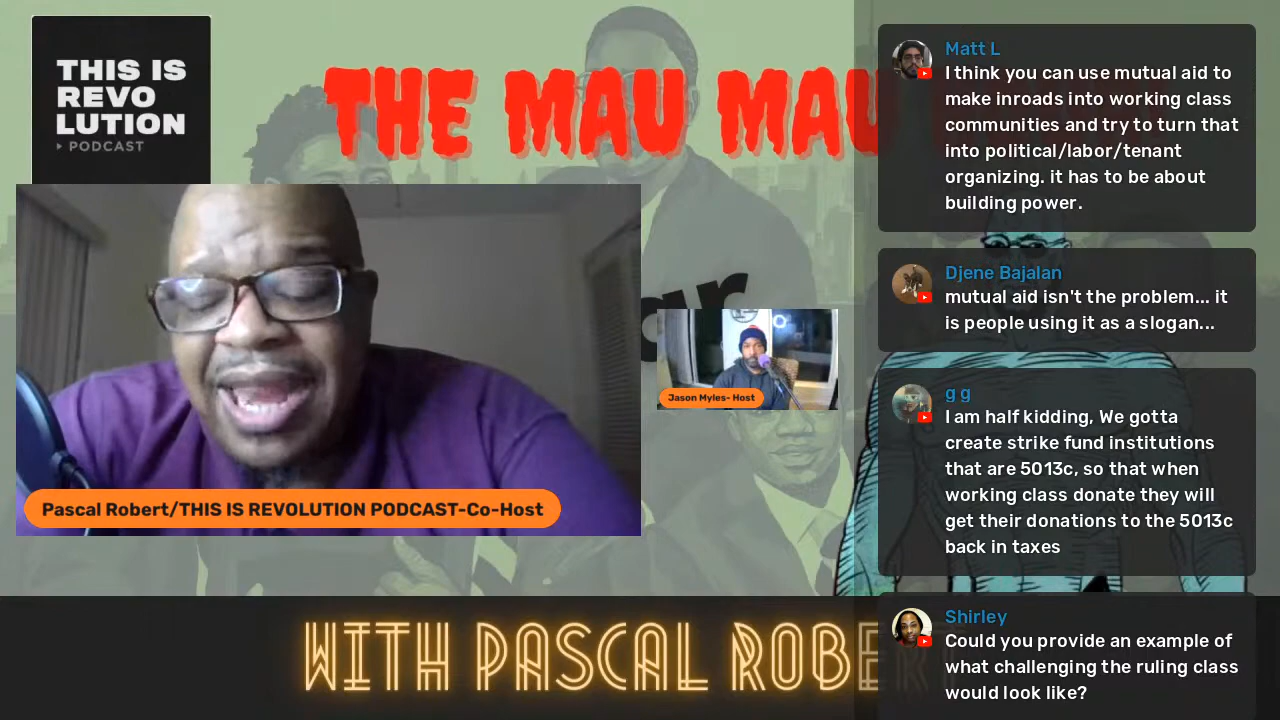 THIS IS
REVO
LUTION
PODCAST
THE MAU MAU
ar
Pascal Robert/THIS IS REVOLUTION PODCAST-Co-Host
Jason Myles- Host
WITH PASCAL ROBERT
Matt L
I think you can use mutual aid to
make inroads into working class
communities and try to turn that
into political/labor/tenant
organizing. it has to be about
building power.
Djene Bajalan
mutual aid isn't the problem... it
is people using it as a slogan...
g g
I am half kidding, We gotta
create strike fund institutions
that are 5013c, so that when
working class donate they will
get their donations to the 5013c
back in taxes
Shirley
Could you provide an example of
what challenging the ruling class
would look like?